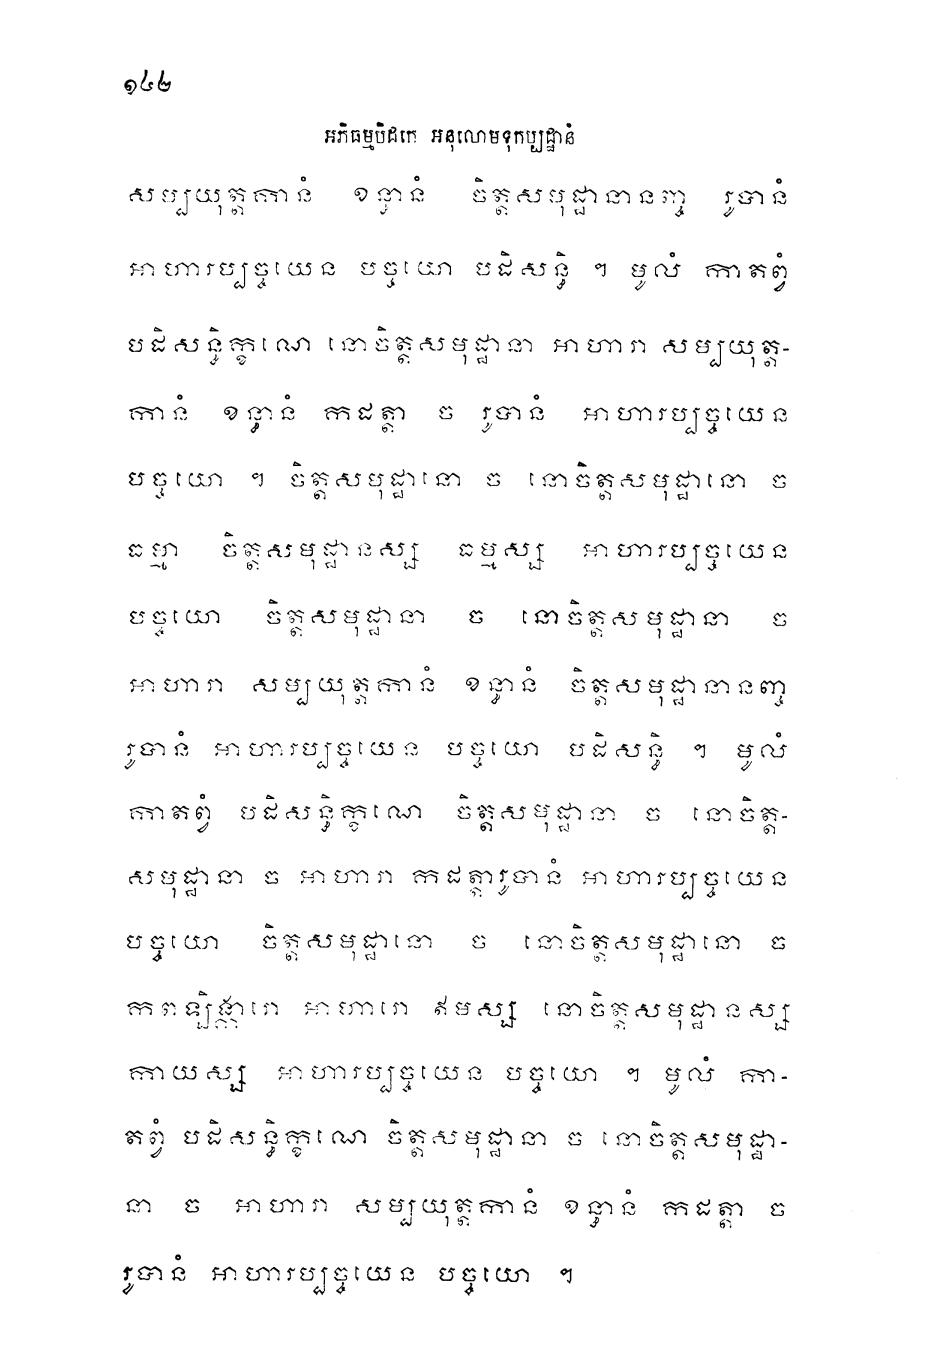 ១៤២
អភិធម្មបិដកេ អនុលោមទុកប្បដ្ឋានំ
សម្បយុត្តកានំ ខន្ធានំ ចិត្តសមុដ្ឋានានញ្ច រូបានំ
អាហារប្បច្ចយេន បច្ចយោ បដិសន្ធិ ។ មូលំ កាតព្វំ
បដិសន្ធិក្ខណេ នោចិត្តសមុដ្ឋានា អាហារា សម្បយុត្ត-
កានំ ខន្ធានំ កដត្តា ច រូបានំ អាហារប្បច្ចយេន
បច្ចយោ ។ ចិត្តសមុដ្ឋានោ ច នោចិត្តសមុដ្ឋានោ ច
ធម្មា ចិត្តសមុដ្ឋានស្ស ធម្មស្ស អាហារប្បច្ចយេន
បច្ចយោ ចិត្តសមុដ្ឋានា ច នោចិត្តសមុដ្ឋានា ច
អាហារា សម្បយុត្តកានំ ខន្ធានំ ចិត្តសមុដ្ឋានានញ្ច
រូបានំ អាហារប្បច្ចយេន បច្ចយោ បដិសន្ធិ ។ មូលំ
កាតព្វំ បដិសន្ធិក្ខណេ ចិត្តសមុដ្ឋានា ច នោចិត្ត-
សមុដ្ឋានា ច អាហារា កដត្តារូបានំ អាហារប្បច្ចយេន
បច្ចយោ ចិត្តសមុដ្ឋានោ ច នោចិត្តសមុដ្ឋានោ ច
កពឡិង្ការោ អាហារោ ឥមស្ស នោចិត្តសមុដ្ឋានស្ស
កាយស្ស អាហារប្បច្ចយេន បច្ចយោ ។ មូលំ កា-
តព្វំ បដិសន្ធិក្ខណេ ចិត្តសមុដ្ឋានា ច នោចិត្តសមុដ្ឋា-
នា ច អាហារា សម្បយុត្តកានំ ខន្ធានំ កដត្តា ច
រូបានំ អាហារប្បច្ចយេន បច្ចយោ ។